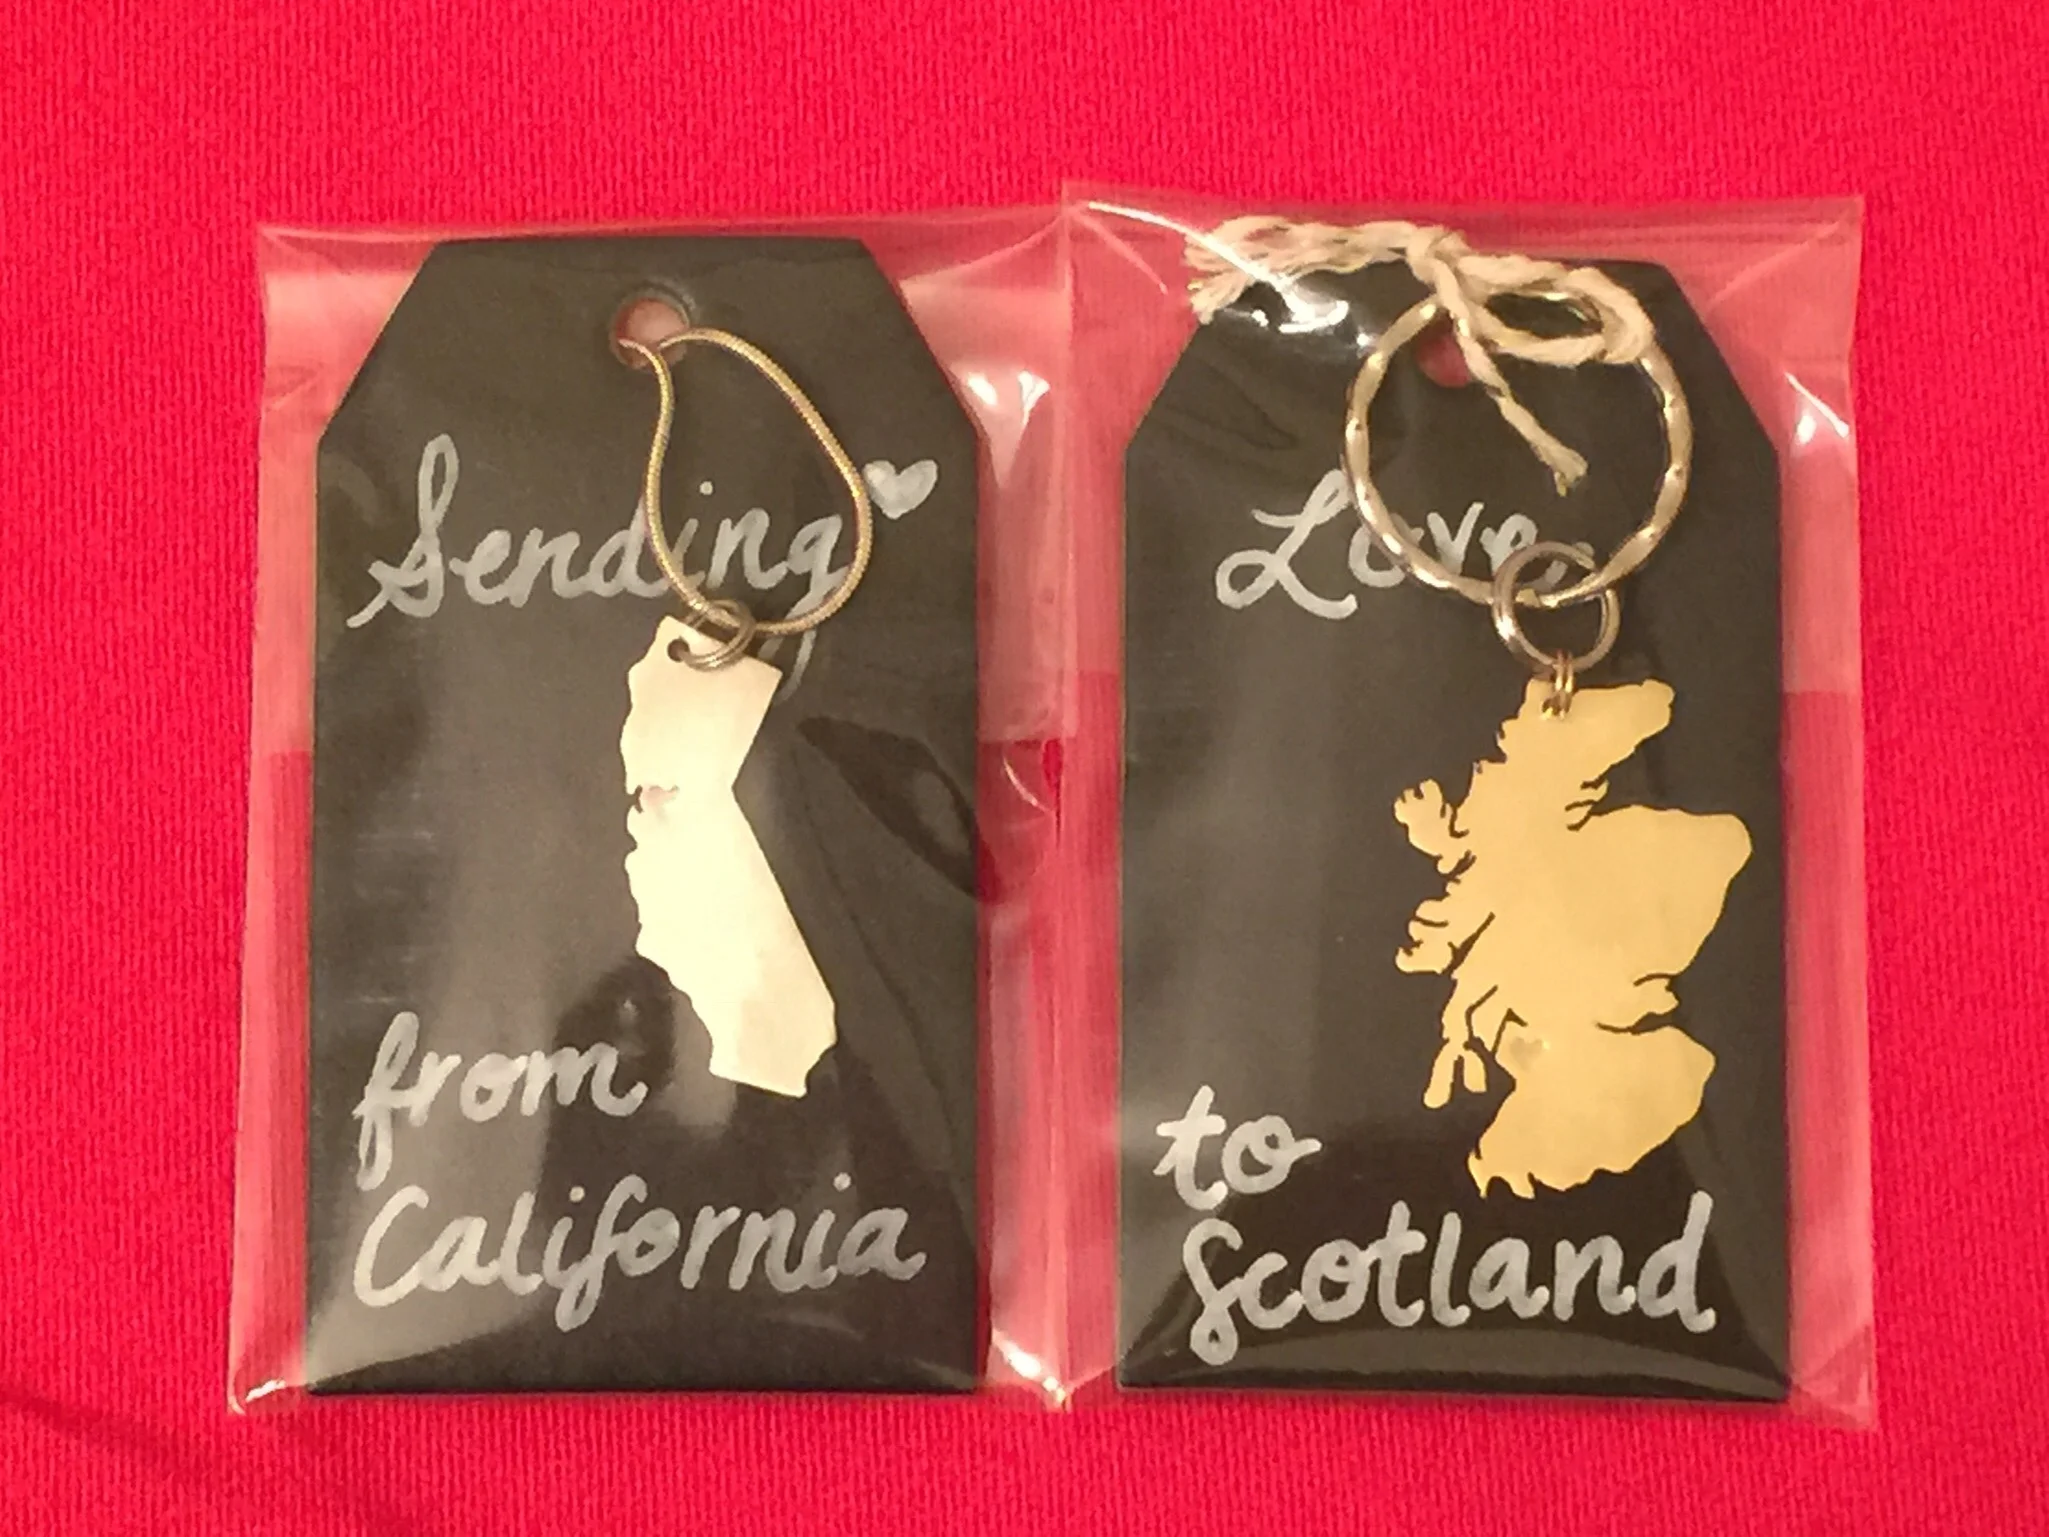 Sending
from
California
Love,
to
Scotland